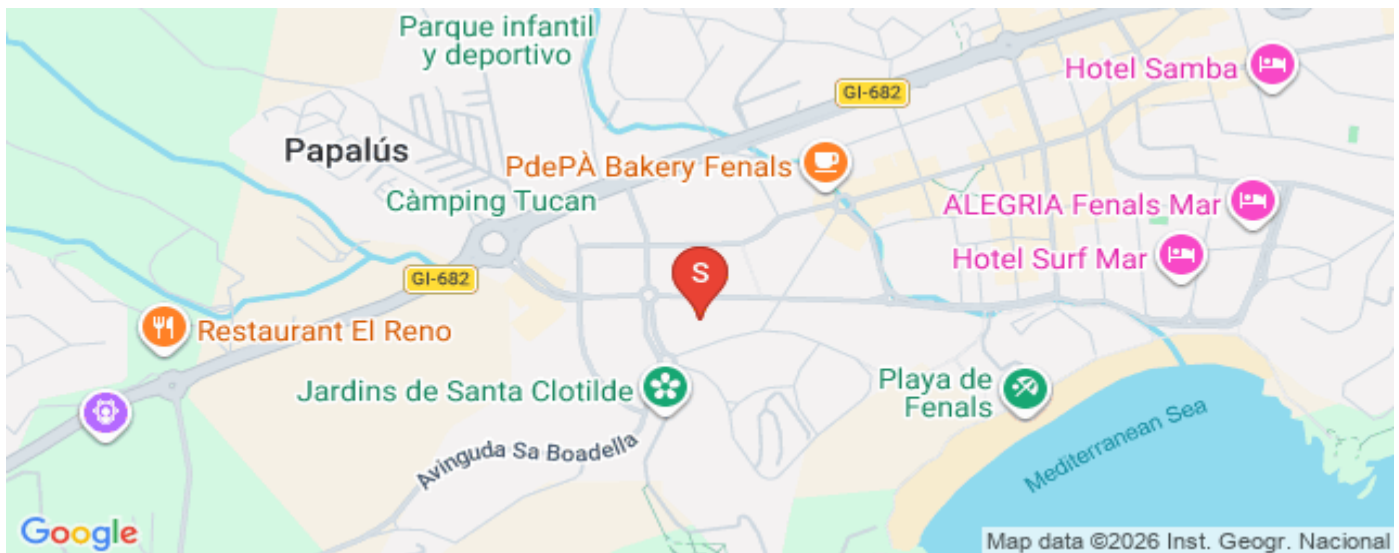 Parque infantil
y deportivo
Hotel Samba
GI-682
Papalús
PdePÀ Bakery Fenals
Càmping Tucan
ALEGRIA Fenals Mar
Hotel Surf Mar
S
GI-682
Restaurant El Reno
Jardins de Santa Clotilde
Playa de
Fenals
Avinguda Sa Boadella
Mediterranean Sea
Google
Map data ©2026 Inst. Geogr. Nacional